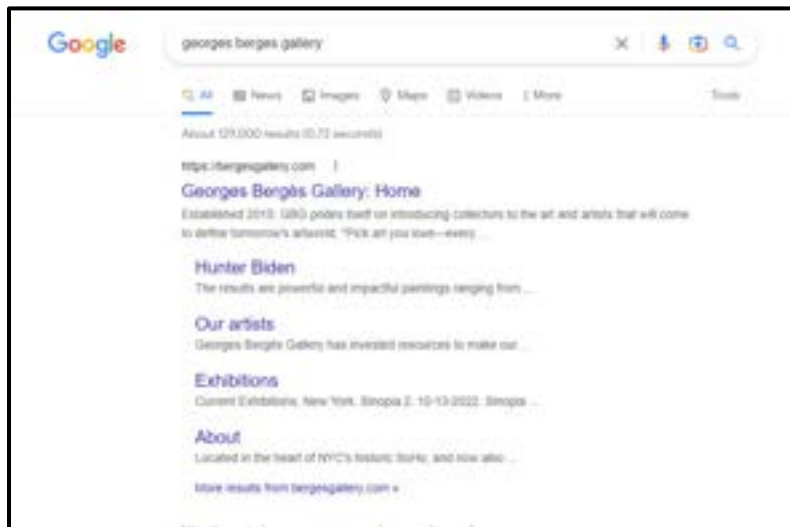 Google
georges berges gallery
All News Images Maps Videos More Tools
About 129,000 results (0.72 seconds)
https://bergesgallery.com
Georges Bergès Gallery: Home
Established 2015. GBG prides itself on introducing collectors to the art and artists that will come
to define tomorrow's artworld. "Pick art you love—every ...
Hunter Biden
The results are powerful and impactful paintings ranging from ...
Our artists
Georges Bergès Gallery has invested resources to make our ...
Exhibitions
Current Exhibitions, New York. Sinopia 2. 10-13-2022. Sinopia ...
About
Located in the heart of NYC's historic SoHo, and now also ...
More results from bergesgallery.com »